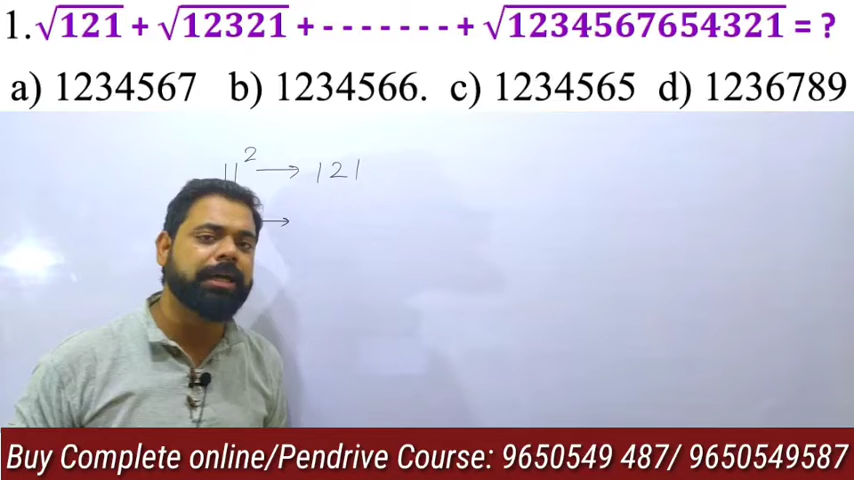 1. √121 + √12321 + - - - - - - - + √1234567654321 = ?
a) 1234567 b) 1234566. c) 1234565 d) 1236789
11² → 121
→
Buy Complete online/Pendrive Course: 9650549 487/ 9650549587